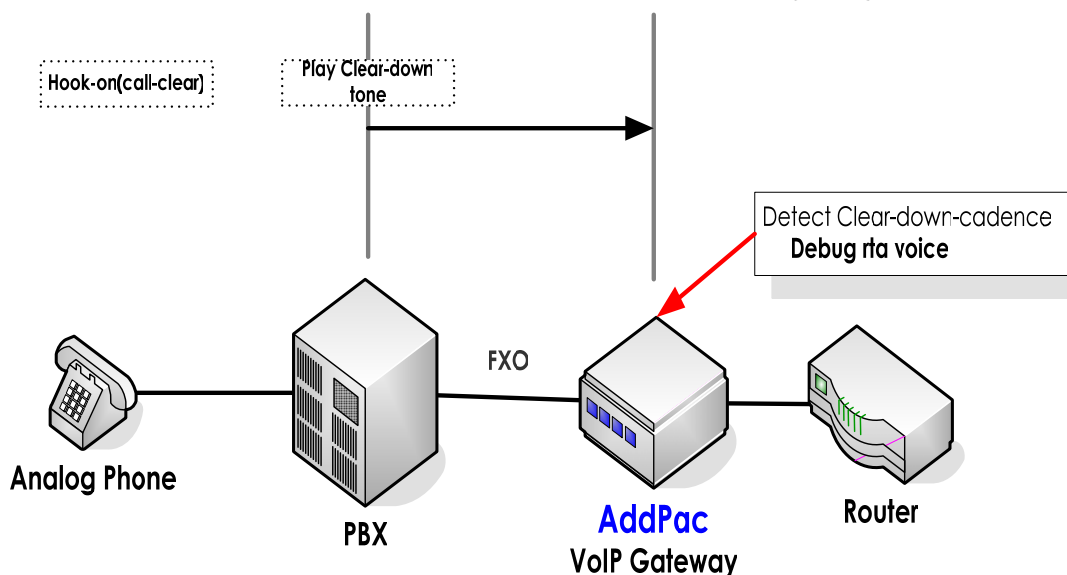 Hook-on(call-clear)
Play Clear-down
tone
Detect Clear-down-cadence
Debug rta voice
FXO
Analog Phone
PBX
AddPac
VoIP Gateway
Router